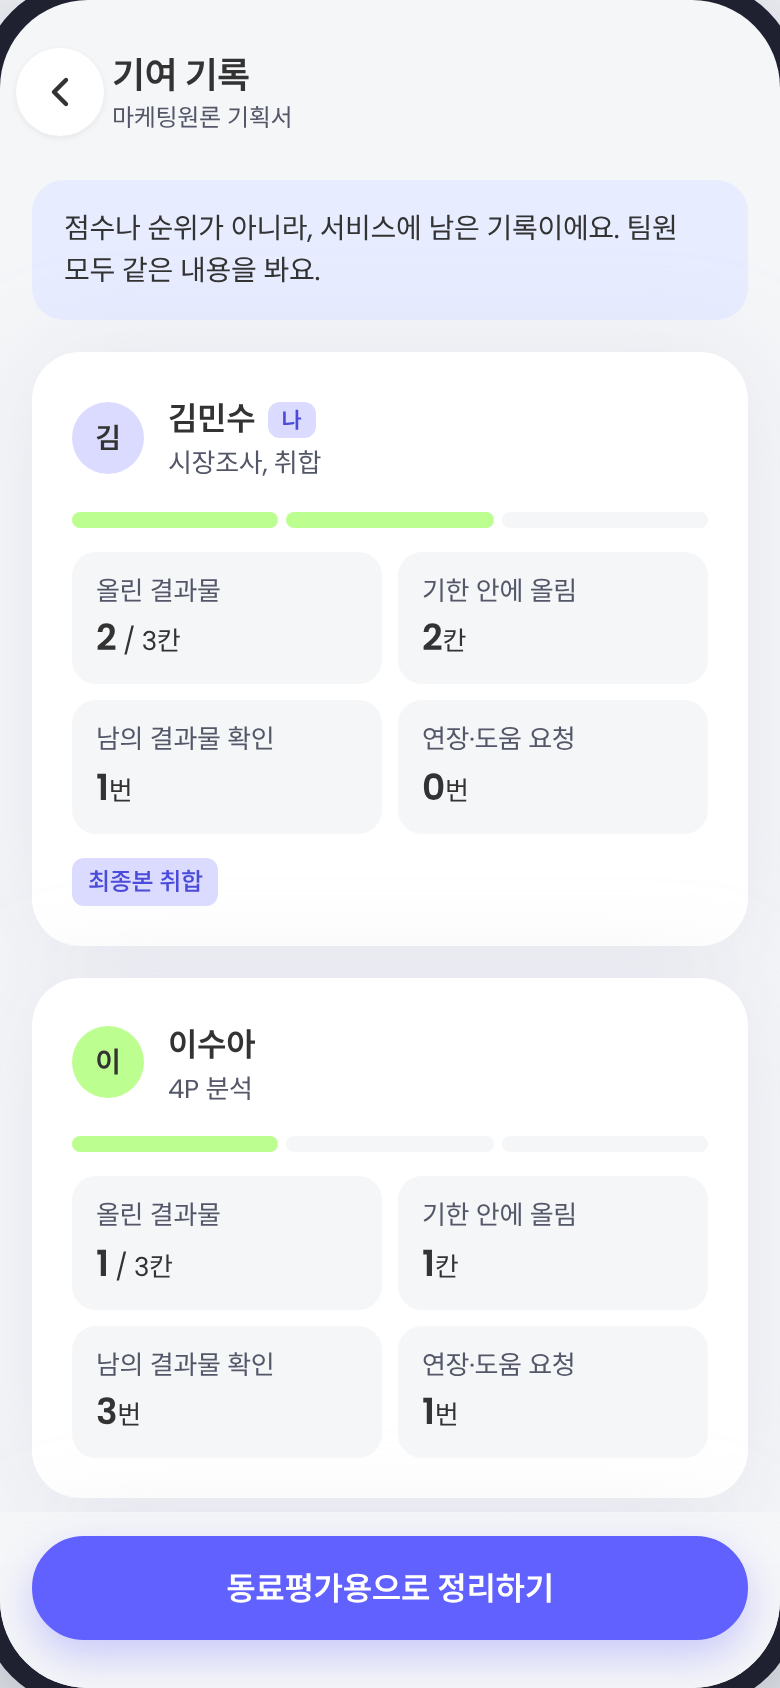 기여 기록
마케팅원론 기획서
점수나 순위가 아니라, 서비스에 남은 기록이에요. 팀원
모두 같은 내용을 봐요.
김
김민수 나
시장조사, 취합
올린 결과물
2 / 3칸
기한 안에 올림
2칸
남의 결과물 확인
1번
연장·도움 요청
0번
최종본 취합
이
이수아
4P 분석
올린 결과물
1 / 3칸
기한 안에 올림
1칸
남의 결과물 확인
3번
연장·도움 요청
1번
동료평가용으로 정리하기